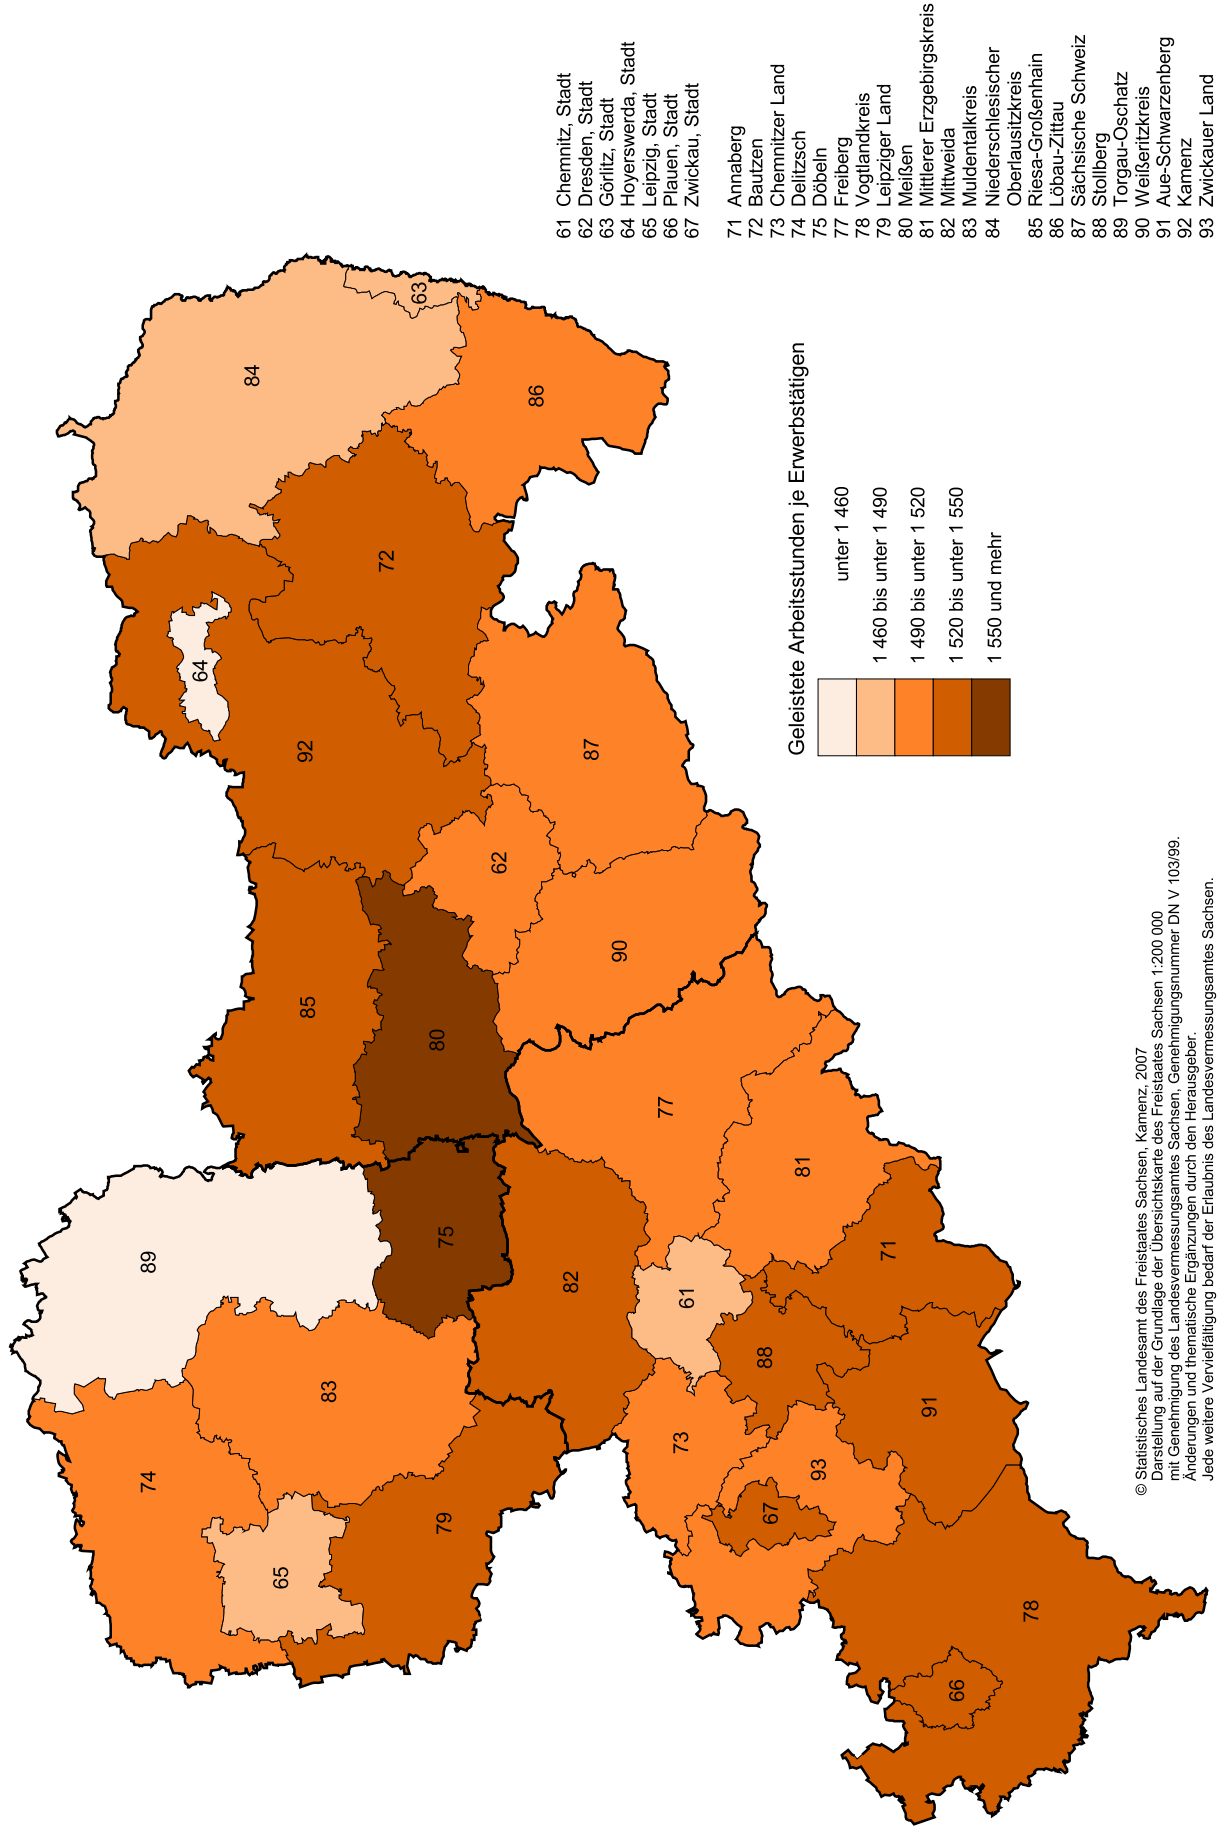 61 Chemnitz, Stadt
62 Dresden, Stadt
63 Görlitz, Stadt
64 Hoyerswerda, Stadt
65 Leipzig, Stadt
66 Plauen, Stadt
67 Zwickau, Stadt
71 Annaberg
72 Bautzen
73 Chemnitzer Land
74 Delitzsch
75 Döbeln
77 Freiberg
78 Vogtlandkreis
79 Leipziger Land
80 Meißen
81 Mittlerer Erzgebirgskreis
82 Mittweida
83 Muldentalkreis
84 Niederschlesischer
Oberlausitzkreis
85 Riesa-Großenhain
86 Löbau-Zittau
87 Sächsische Schweiz
88 Stollberg
89 Torgau-Oschatz
90 Weißeritzkreis
91 Aue-Schwarzenberg
92 Kamenz
93 Zwickauer Land
Geleistete Arbeitsstunden je Erwerbstätigen
unter 1 460
1 460 bis unter 1 490
1 490 bis unter 1 520
1 520 bis unter 1 550
1 550 und mehr
89
74
83
65
79
75
85
80
92
64
72
84
63
86
62
87
90
77
82
81
61
71
88
73
91
93
67
78
66
© Statistisches Landesamt des Freistaates Sachsen, Kamenz, 2007
Darstellung auf der Grundlage der Übersichtskarte des Freistaates Sachsen 1:200 000
mit Genehmigung des Landesvermessungsamtes Sachsen, Genehmigungsnummer DN V 103/99.
Änderungen und thematische Ergänzungen durch den Herausgeber.
Jede weitere Vervielfältigung bedarf der Erlaubnis des Landesvermessungsamtes Sachsen.